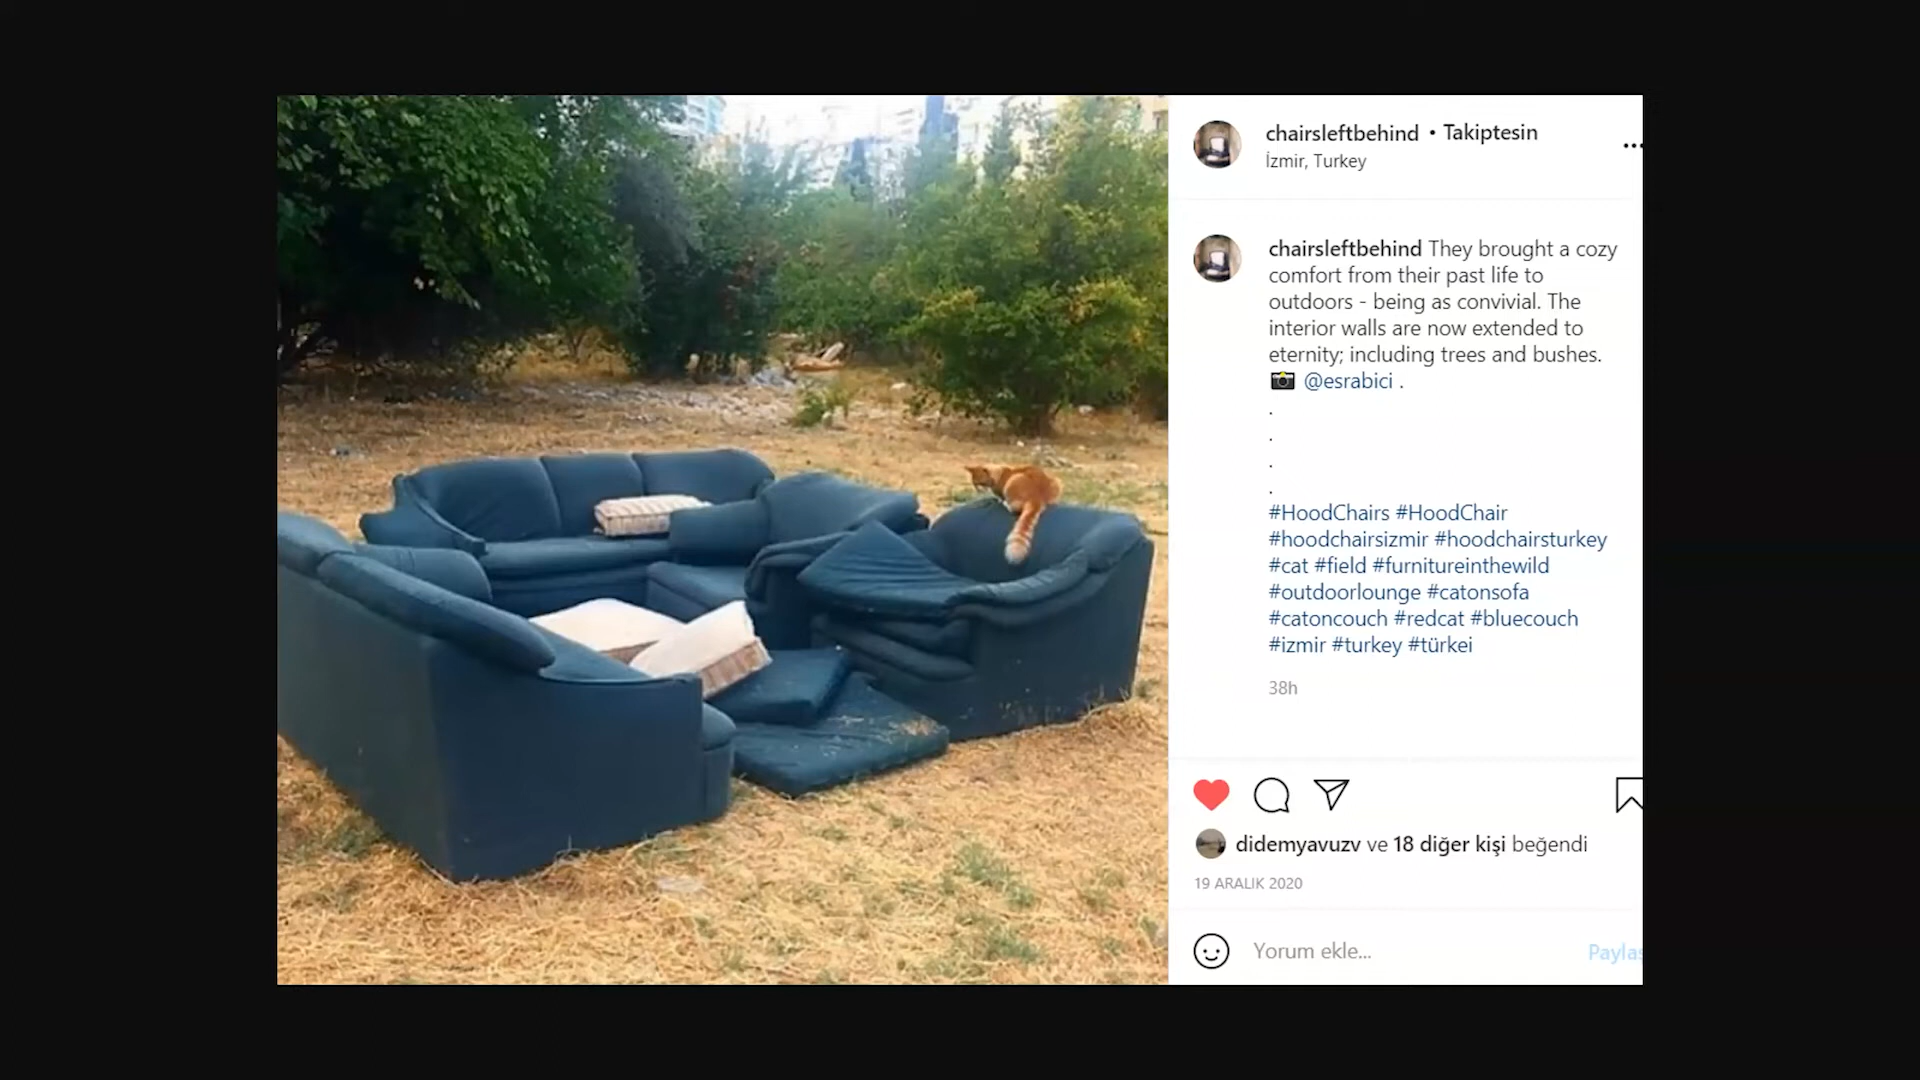 chairsleftbehind • Takiptesin
İzmir, Turkey
chairsleftbehind They brought a cozy
comfort from their past life to
outdoors - being as convivial. The
interior walls are now extended to
eternity; including trees and bushes.
📷 @esrabici .
.
.
.
.
#HoodChairs #HoodChair
#hoodchairsizmir #hoodchairsturkey
#cat #field #furnitureinthewild
#outdoorlounge #catonsofa
#catoncouch #redcat #bluecouch
#izmir #turkey #türkei
38h
didemyavuzv ve 18 diğer kişi beğendi
19 ARALIK 2020
Yorum ekle...
Paylaş